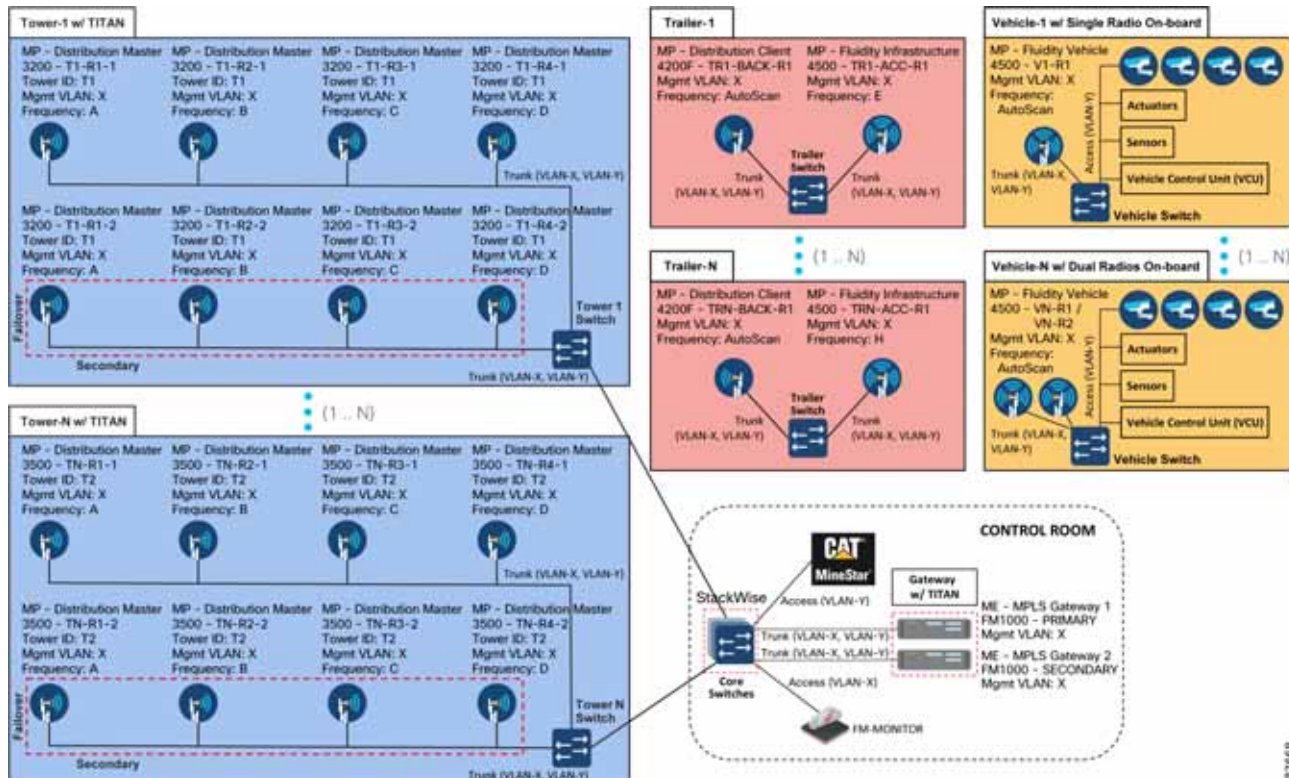 Tower-1 w/ TITAN
MP - Distribution Master
3200 - T1-R1-1
Tower ID: T1
Mgmt VLAN: X
Frequency: A
MP - Distribution Master
3200 - T1-R2-1
Tower ID: T1
Mgmt VLAN: X
Frequency: B
MP - Distribution Master
3200 - T1-R3-1
Tower ID: T1
Mgmt VLAN: X
Frequency: C
MP - Distribution Master
3200 - T1-R4-1
Tower ID: T1
Mgmt VLAN: X
Frequency: D
Trunk (VLAN-X, VLAN-Y)
MP - Distribution Master
3200 - T1-R1-2
Tower ID: T1
Mgmt VLAN: X
Frequency: A
MP - Distribution Master
3200 - T1-R2-2
Tower ID: T1
Mgmt VLAN: X
Frequency: B
MP - Distribution Master
3200 - T1-R3-2
Tower ID: T1
Mgmt VLAN: X
Frequency: C
MP - Distribution Master
3200 - T1-R4-2
Tower ID: T1
Mgmt VLAN: X
Frequency: D
Failover
Secondary
Tower 1
Switch
Trunk (VLAN-X, VLAN-Y)
(1 .. N)
Tower-N w/ TITAN
MP - Distribution Master
3500 - TN-R1-1
Tower ID: T2
Mgmt VLAN: X
Frequency: A
MP - Distribution Master
3500 - TN-R2-1
Tower ID: T2
Mgmt VLAN: X
Frequency: B
MP - Distribution Master
3500 - TN-R3-1
Tower ID: T2
Mgmt VLAN: X
Frequency: C
MP - Distribution Master
3500 - TN-R4-1
Tower ID: T2
Mgmt VLAN: X
Frequency: D
Trunk (VLAN-X, VLAN-Y)
MP - Distribution Master
3500 - TN-R1-2
Tower ID: T2
Mgmt VLAN: X
Frequency: A
MP - Distribution Master
3500 - TN-R2-2
Tower ID: T2
Mgmt VLAN: X
Frequency: B
MP - Distribution Master
3500 - TN-R3-2
Tower ID: T2
Mgmt VLAN: X
Frequency: C
MP - Distribution Master
3500 - TN-R4-2
Tower ID: T2
Mgmt VLAN: X
Frequency: D
Failover
Secondary
Tower N
Switch
Trunk (VLAN-X, VLAN-Y)
Trailer-1
MP - Distribution Client
4200F - TR1-BACK-R1
Mgmt VLAN: X
Frequency: AutoScan
MP - Fluidity Infrastructure
4500 - TR1-ACC-R1
Mgmt VLAN: X
Frequency: E
Trailer
Switch
Trunk
(VLAN-X, VLAN-Y)
Trunk
(VLAN-X, VLAN-Y)
(1 .. N)
Trailer-N
MP - Distribution Client
4200F - TRN-BACK-R1
Mgmt VLAN: X
Frequency: AutoScan
MP - Fluidity Infrastructure
4500 - TRN-ACC-R1
Mgmt VLAN: X
Frequency: H
Trailer
Switch
Trunk
(VLAN-X, VLAN-Y)
Trunk
(VLAN-X, VLAN-Y)
Vehicle-1 w/ Single Radio On-board
MP - Fluidity Vehicle
4500 - V1-R1
Mgmt VLAN: X
Frequency:
AutoScan
Access (VLAN-Y)
Actuators
Sensors
Vehicle Control Unit (VCU)
Trunk (VLAN-X,
VLAN-Y)
Vehicle Switch
(1 .. N)
Vehicle-N w/ Dual Radios On-board
MP - Fluidity Vehicle
4500 - VN-R1 /
VN-R2
Mgmt VLAN: X
Frequency:
AutoScan
Access (VLAN-Y)
Actuators
Sensors
Vehicle Control Unit (VCU)
Trunk (VLAN-X,
VLAN-Y)
Vehicle Switch
CONTROL ROOM
CAT
MineStar
Access (VLAN-Y)
Gateway
w/ TITAN
StackWise
Trunk (VLAN-X, VLAN-Y)
Trunk (VLAN-X, VLAN-Y)
ME - MPLS Gateway 1
FM1000 - PRIMARY
Mgmt VLAN: X
ME - MPLS Gateway 2
FM1000 - SECONDARY
Mgmt VLAN: X
Core
Switches
Access (VLAN-X)
FM-MONITOR